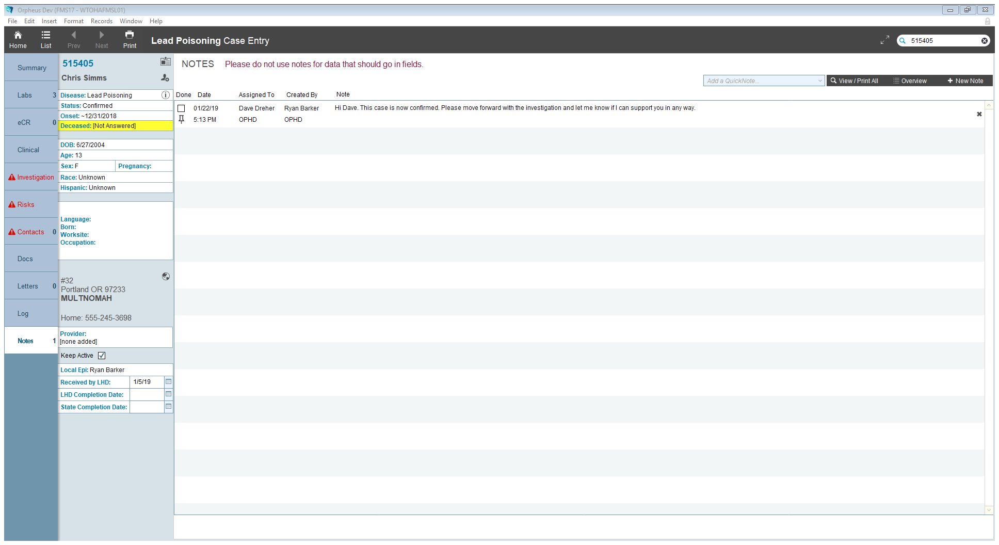 Orpheus Dev (FMS17 - WTOHAFMSL01)
File Edit Insert Format Records Window Help
Home List Prev Next Print Lead Poisoning Case Entry 515405
Summary
Labs 3
eCR 0
Clinical
Investigation
Risks
Contacts 0
Docs
Letters 0
Log
Notes 1
515405
Chris Simms
Disease: Lead Poisoning
Status: Confirmed
Onset: ~12/31/2018
Deceased: [Not Answered]
DOB: 6/27/2004
Age: 13
Sex: F Pregnancy:
Race: Unknown
Hispanic: Unknown
Language:
Born:
Worksite:
Occupation:
#32
Portland OR 97233
MULTNOMAH
Home: 555-245-3698
Provider:
[none added]
Keep Active
Local Epi: Ryan Barker
Received by LHD: 1/5/19
LHD Completion Date:
State Completion Date:
NOTES Please do not use notes for data that should go in fields.
Add a QuickNote... View / Print All Overview New Note
Done Date Assigned To Created By Note
01/22/19 Dave Dreher Ryan Barker Hi Dave. This case is now confirmed. Please move forward with the investigation and let me know if I can support you in any way.
5:13 PM OPHD OPHD